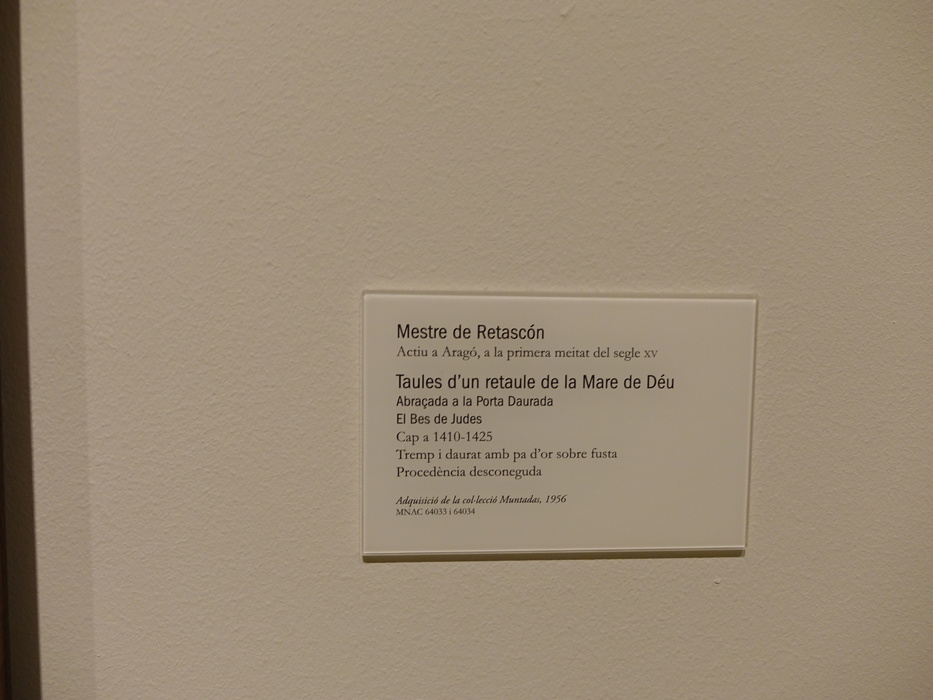 Mestre de Retascón
Actiu a Aragó, a la primera meitat del segle XV
Taules d'un retaule de la Mare de Déu
Abraçada a la Porta Daurada
El Bes de Judes
Cap a 1410-1425
Tremp i daurat amb pa d'or sobre fusta
Procedència desconeguda
Adquisició de la col·lecció Muntadas, 1956
MNAC 64033 i 64034